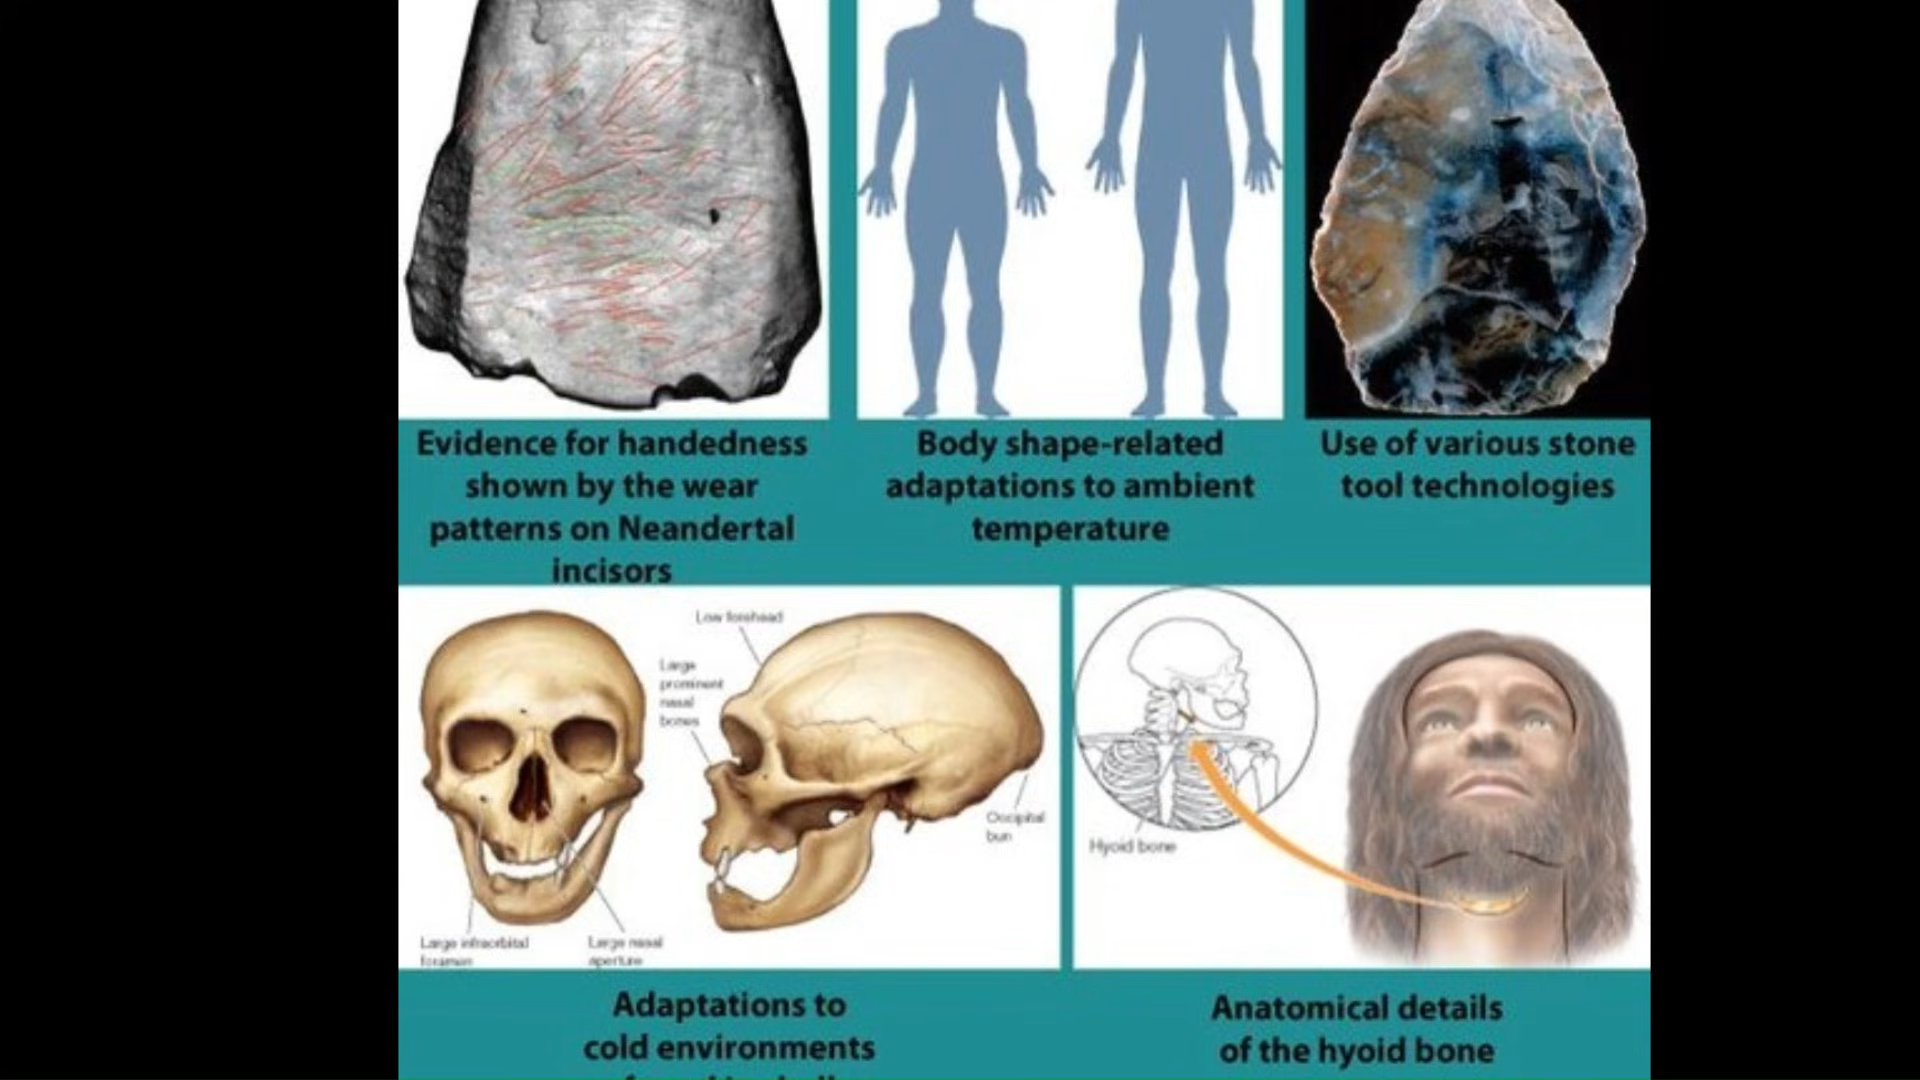 Evidence for handedness
shown by the wear
patterns on Neandertal
incisors
Body shape-related
adaptations to ambient
temperature
Use of various stone
tool technologies
Low forehead
Large
prominent
nasal
bones
Occipital
bun
Large infraorbital
foramen
Large nasal
aperture
Hyoid bone
Adaptations to
cold environments
Anatomical details
of the hyoid bone